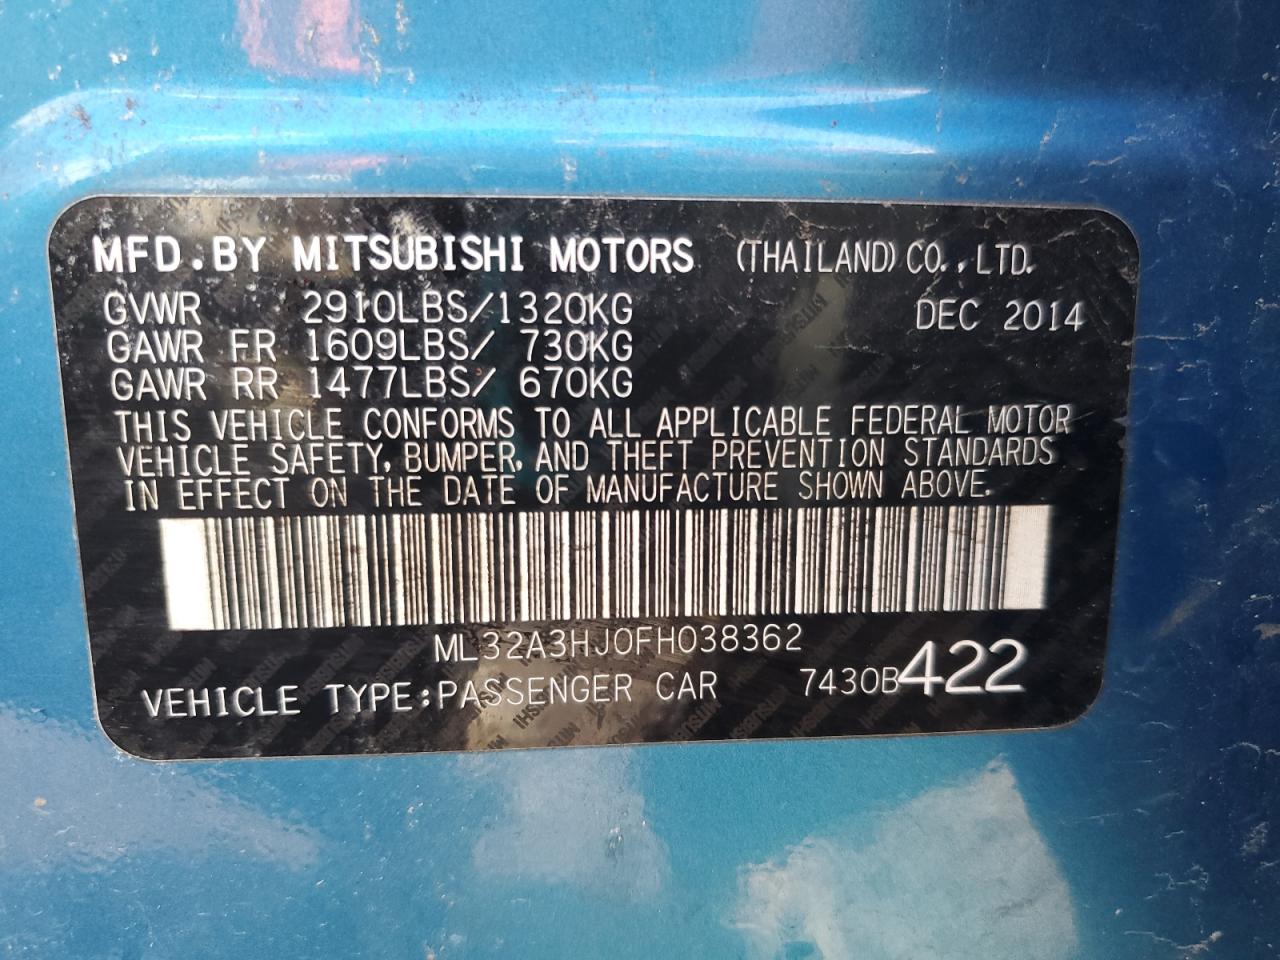 MFD.BY MITSUBISHI MOTORS (THAILAND) CO.,LTD.
GVWR 2910LBS/1320KG DEC 2014
GAWR FR 1609LBS/ 730KG
GAWR RR 1477LBS/ 670KG
THIS VEHICLE CONFORMS TO ALL APPLICABLE FEDERAL MOTOR
VEHICLE SAFETY, BUMPER, AND THEFT PREVENTION STANDARDS
IN EFFECT ON THE DATE OF MANUFACTURE SHOWN ABOVE.
ML32A3HJ0FH038362
VEHICLE TYPE:PASSENGER CAR 7430B422